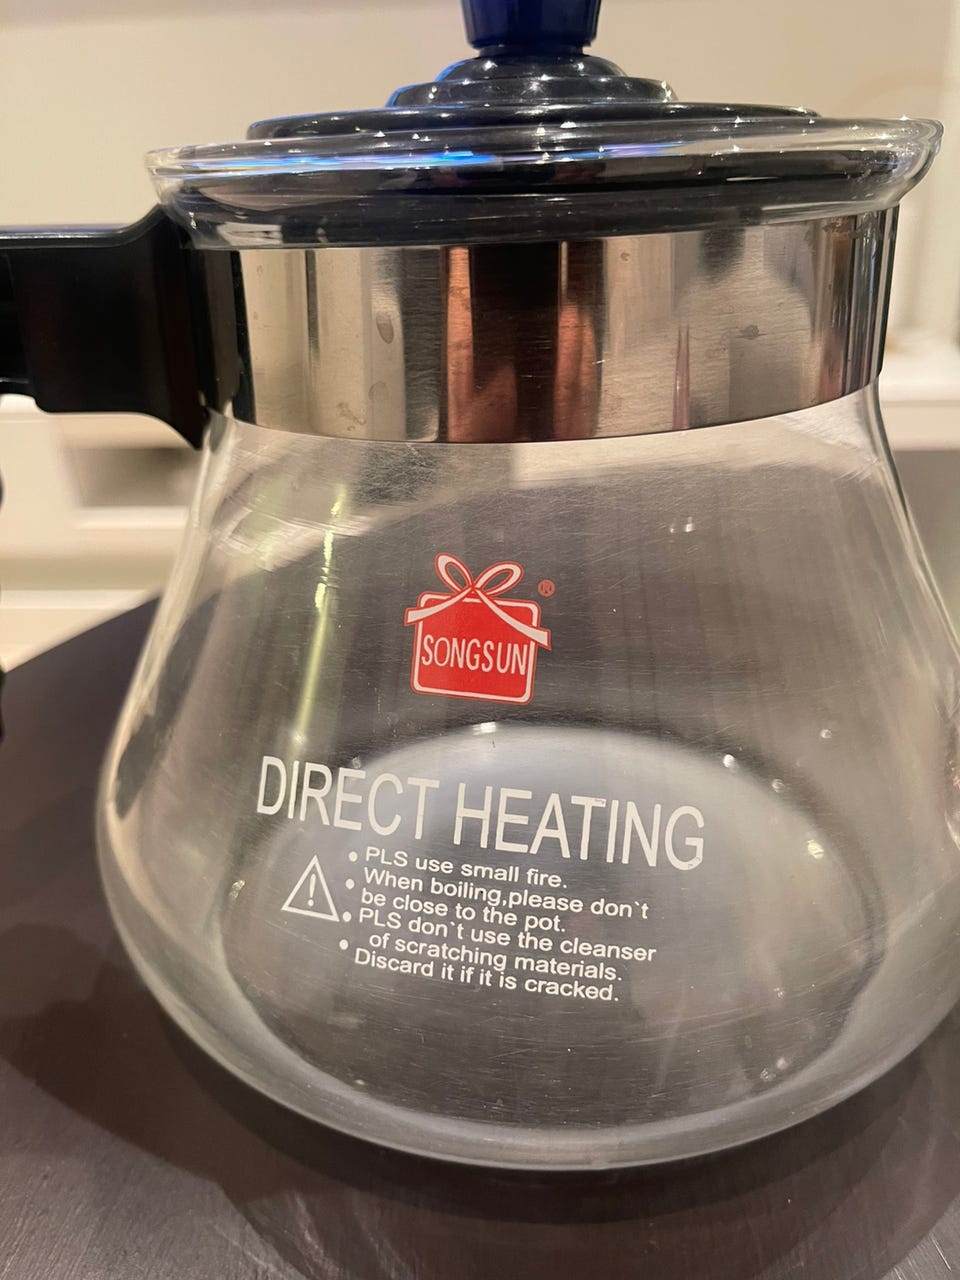 ®
SONGSUN
DIRECT HEATING
• PLS use small fire.
• When boiling,please don`t
be close to the pot.
• PLS don`t use the cleanser
of scratching materials.
• Discard it if it is cracked.